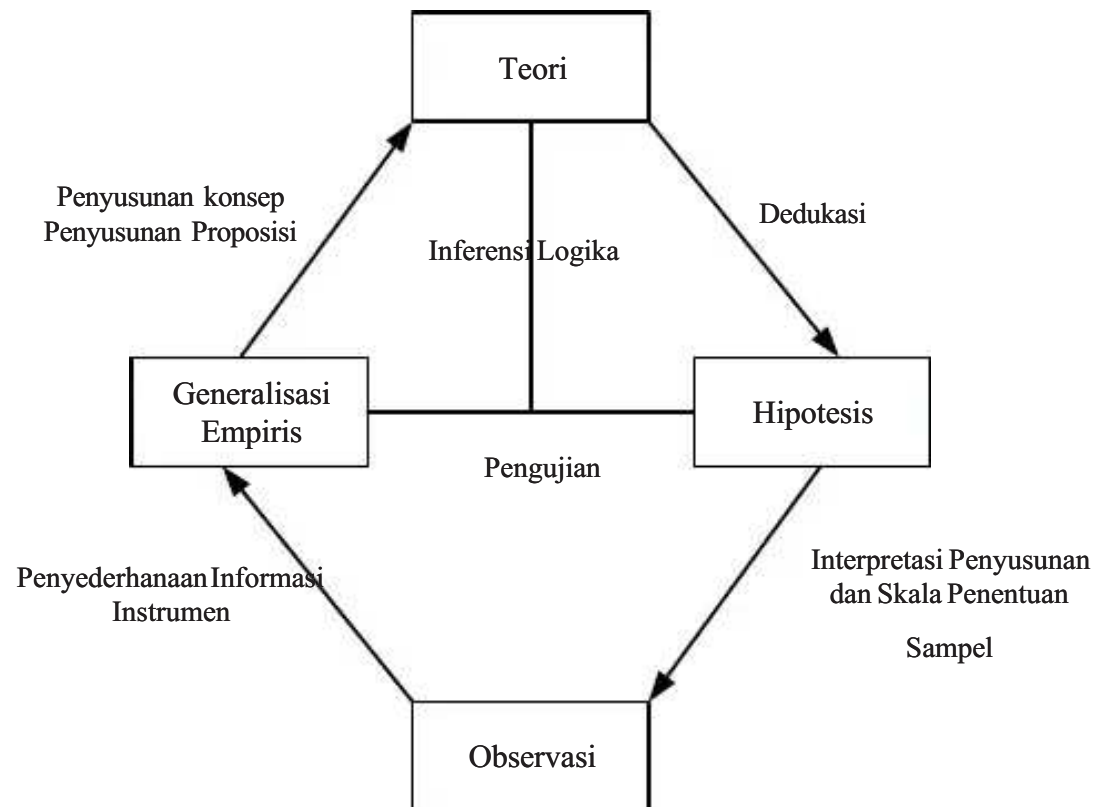 Teori
Penyusunan konsep
Penyusunan Proposisi
Dedukasi
Inferensi Logika
Generalisasi
Empiris
Hipotesis
Pengujian
Penyederhanaan Informasi
Instrumen
Interpretasi Penyusunan
dan Skala Penentuan
Sampel
Observasi